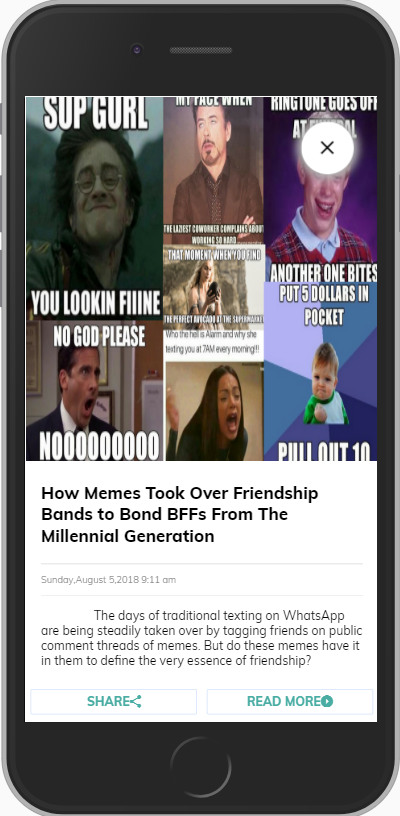 SUP GURL
YOU LOOKIN FIIINE
NO GOD PLEASE
NOOOOOOOOO
MY FACE WHEN
THE LAZIEST COWORKER COMPLAINS ABOUT
WORKING SO HARD
THAT MOMENT WHEN YOU FIND
THE PERFECT AVOCADO AT THE SUPERMARKET
Who the hell is Alarm and why she
texting you at 7AM every morning!!!
RINGTONE GOES OFF
AT FUNERAL
ANOTHER ONE BITES
PUT 5 DOLLARS IN
POCKET
PULL OUT 10
How Memes Took Over Friendship
Bands to Bond BFFs From The
Millennial Generation
Sunday,August 5,2018 9:11 am
The days of traditional texting on WhatsApp
are being steadily taken over by tagging friends on public
comment threads of memes. But do these memes have it
in them to define the very essence of friendship?
SHARE
READ MORE